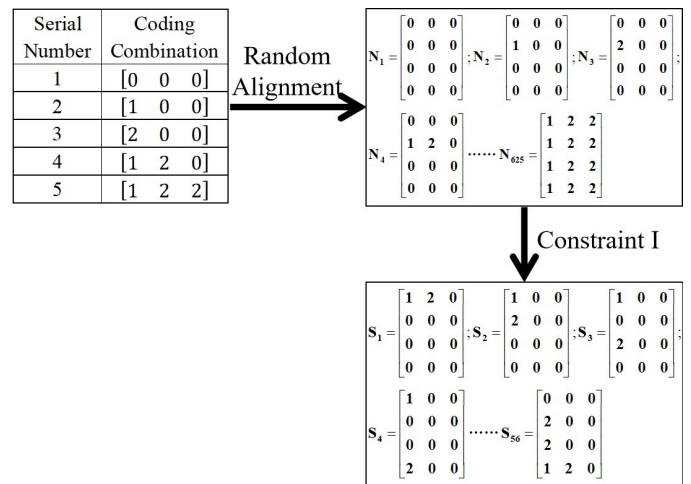 Serial Number Coding Combination
1 [0 0 0]
2 [1 0 0]
3 [2 0 0]
4 [1 2 0]
5 [1 2 2]
Random
Alignment
N₁ = [0 0 0; 0 0 0; 0 0 0; 0 0 0] ; N₂ = [0 0 0; 1 0 0; 0 0 0; 0 0 0] ; N₃ = [0 0 0; 2 0 0; 0 0 0; 0 0 0] ;
N₄ = [0 0 0; 1 2 0; 0 0 0; 0 0 0] ······ N₆₂₅ = [1 2 2; 1 2 2; 1 2 2; 1 2 2]
Constraint I
S₁ = [1 2 0; 0 0 0; 0 0 0; 0 0 0] ; S₂ = [1 0 0; 2 0 0; 0 0 0; 0 0 0] ; S₃ = [1 0 0; 0 0 0; 2 0 0; 0 0 0] ;
S₄ = [1 0 0; 0 0 0; 0 0 0; 2 0 0] ······ S₅₆ = [0 0 0; 2 0 0; 2 0 0; 1 2 0]